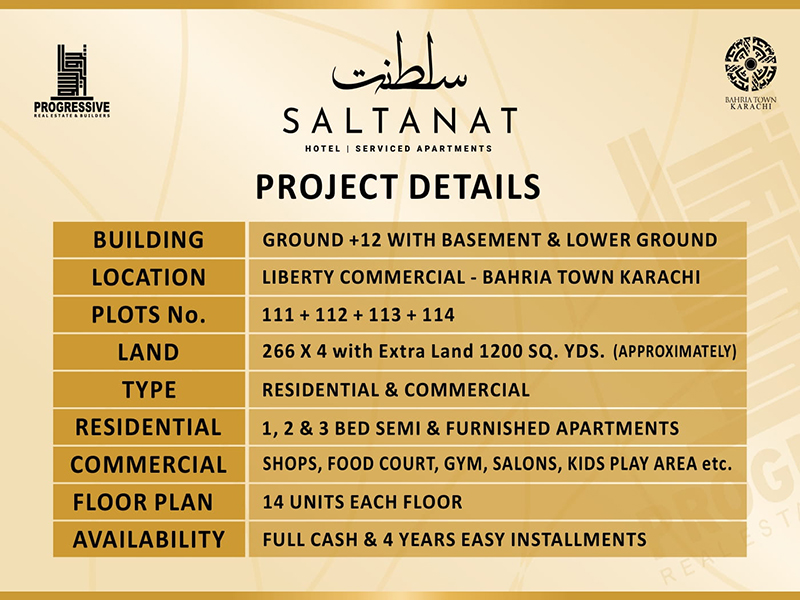 PROGRESSIVE
REAL ESTATE & BUILDERS
سلطنت
SALTANAT
HOTEL | SERVICED APARTMENTS
BAHRIA TOWN
KARACHI
PROJECT DETAILS
BUILDING GROUND +12 WITH BASEMENT & LOWER GROUND
LOCATION LIBERTY COMMERCIAL - BAHRIA TOWN KARACHI
PLOTS No. 111 + 112 + 113 + 114
LAND 266 X 4 with Extra Land 1200 SQ. YDS. (APPROXIMATELY)
TYPE RESIDENTIAL & COMMERCIAL
RESIDENTIAL 1, 2 & 3 BED SEMI & FURNISHED APARTMENTS
COMMERCIAL SHOPS, FOOD COURT, GYM, SALONS, KIDS PLAY AREA etc.
FLOOR PLAN 14 UNITS EACH FLOOR
AVAILABILITY FULL CASH & 4 YEARS EASY INSTALLMENTS